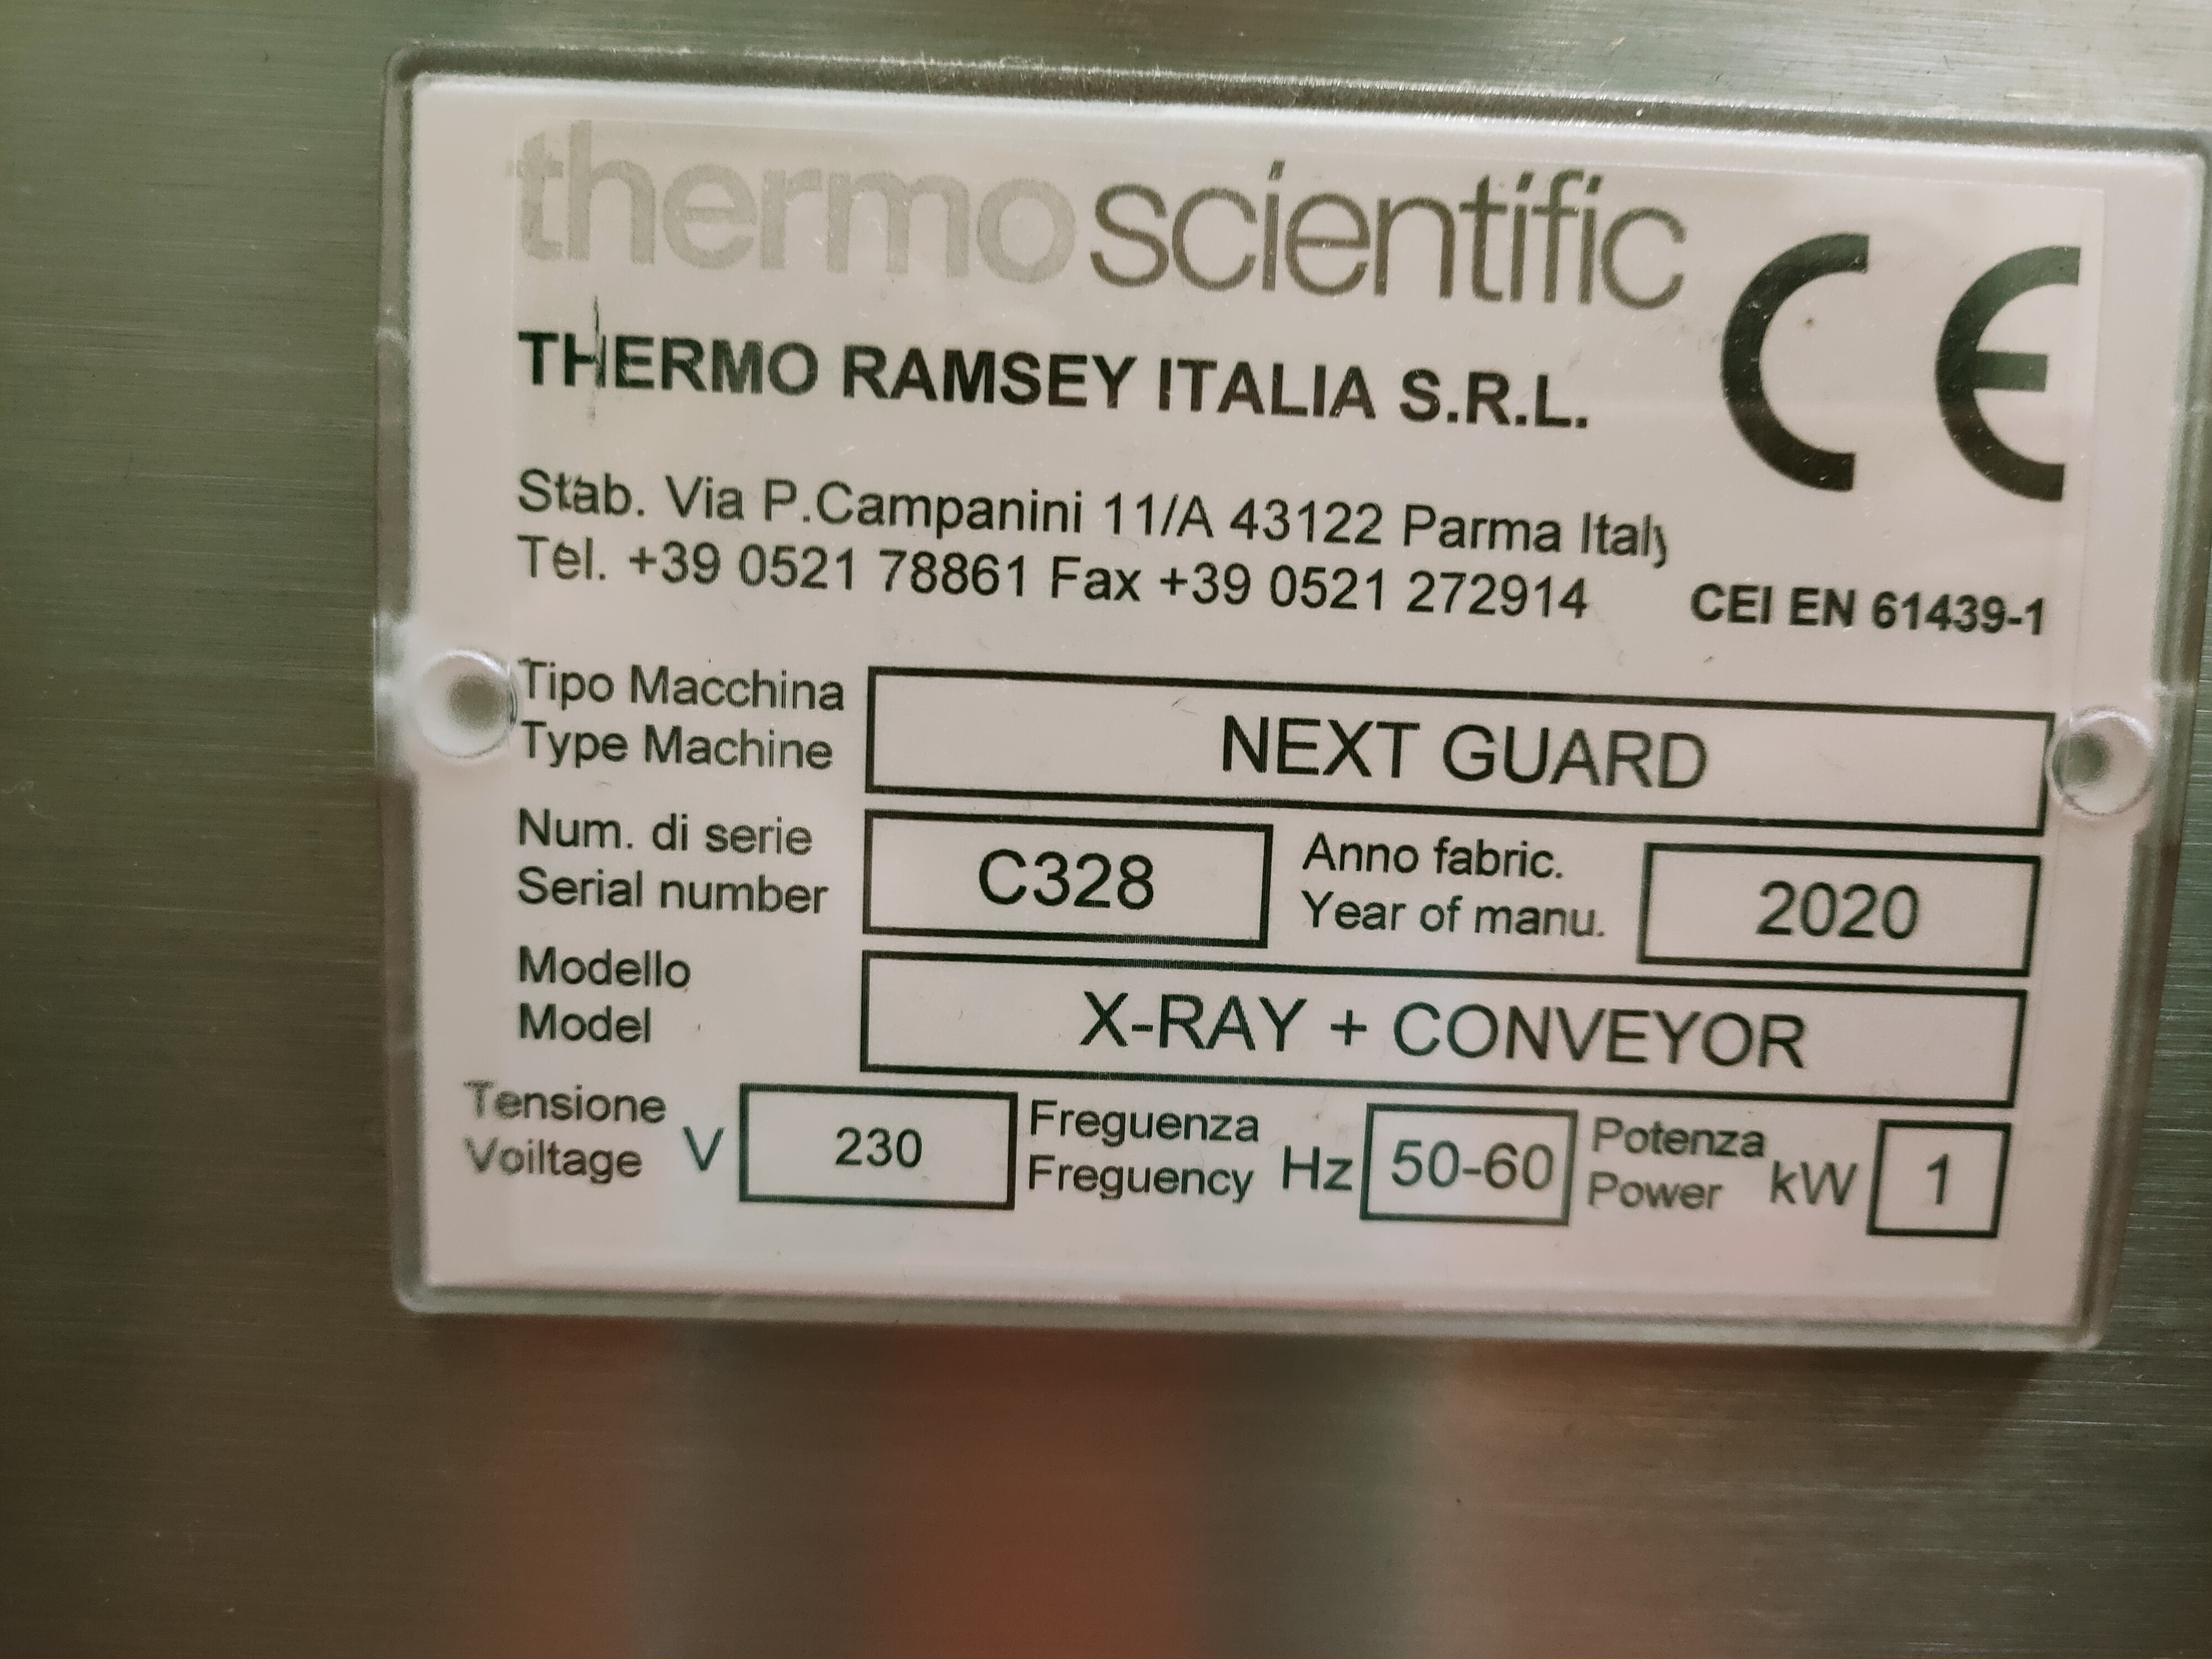 thermo scientific
CE
THERMO RAMSEY ITALIA S.R.L.
Stab. Via P.Campanini 11/A 43122 Parma Italy
Tel. +39 0521 78861 Fax +39 0521 272914
CEI EN 61439-1
Tipo Macchina
Type Machine
NEXT GUARD
Num. di serie
Serial number
C328
Anno fabric.
Year of manu.
2020
Modello
Model
X-RAY + CONVEYOR
Tensione
Voiltage
V
230
Freguenza
Freguency
Hz
50-60
Potenza
Power
kW
1